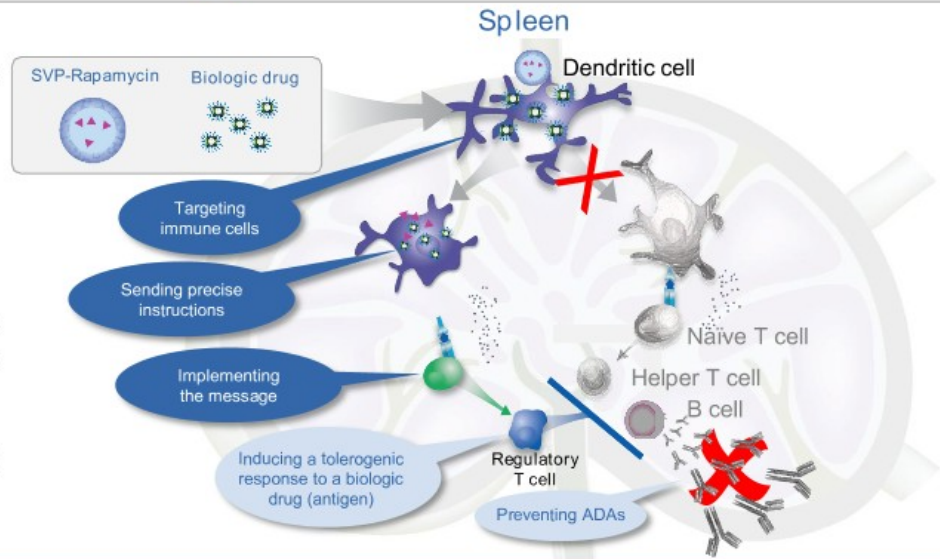 Spleen
SVP-Rapamycin
Biologic drug
Dendritic cell
Targeting
immune cells
Sending precise
instructions
Naïve T cell
Implementing
the message
Helper T cell
B cell
Inducing a tolerogenic
response to a biologic
drug (antigen)
Regulatory
T cell
Preventing ADAs